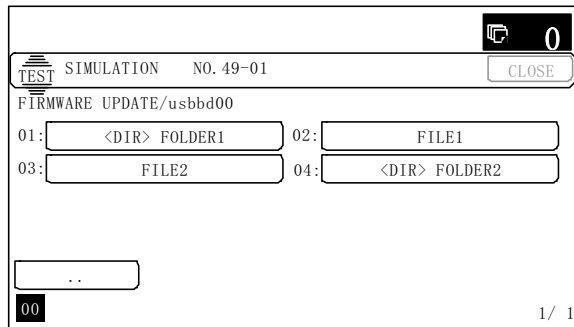 0
TEST SIMULATION NO. 49-01 CLOSE
FIRMWARE UPDATE/usbbd00
01: <DIR> FOLDER1 02: FILE1
03: FILE2 04: <DIR> FOLDER2
..
00 1/ 1